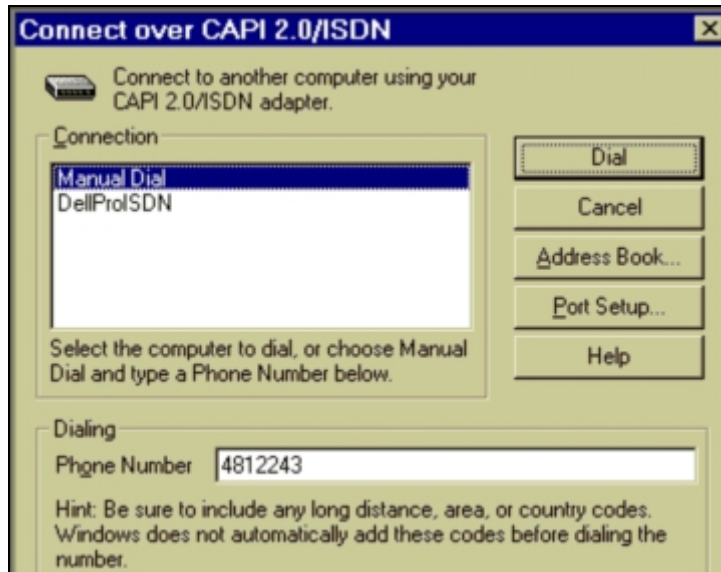 Connect over CAPI 2.0/ISDN
Connect to another computer using your
CAPI 2.0/ISDN adapter.
Connection
Manual Dial
DellProISDN
Select the computer to dial, or choose Manual
Dial and type a Phone Number below.
Dial
Cancel
Address Book...
Port Setup...
Help
Dialing
Phone Number 4812243
Hint: Be sure to include any long distance, area, or country codes.
Windows does not automatically add these codes before dialing the
number.